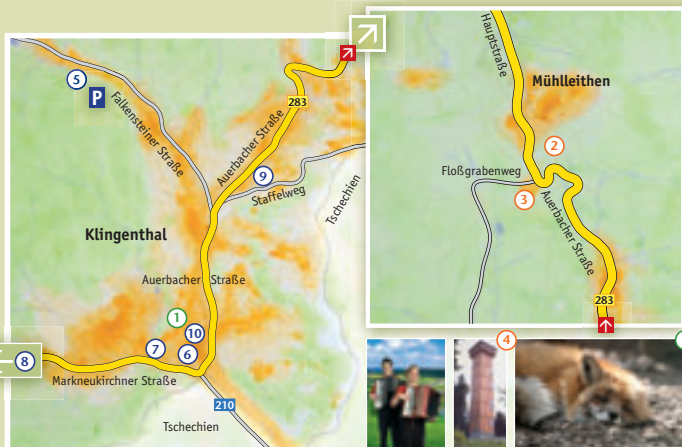 5
P
Falkensteiner Straße
283
Auerbacher Straße
9
Staffelweg
Tschechien
Klingenthal
Auerbacher Straße
1
10
7
6
8
Markneukirchner Straße
210
Tschechien
Hauptstraße
Mühlleithen
2
Floßgrabenweg
3
Auerbacher Straße
283
4